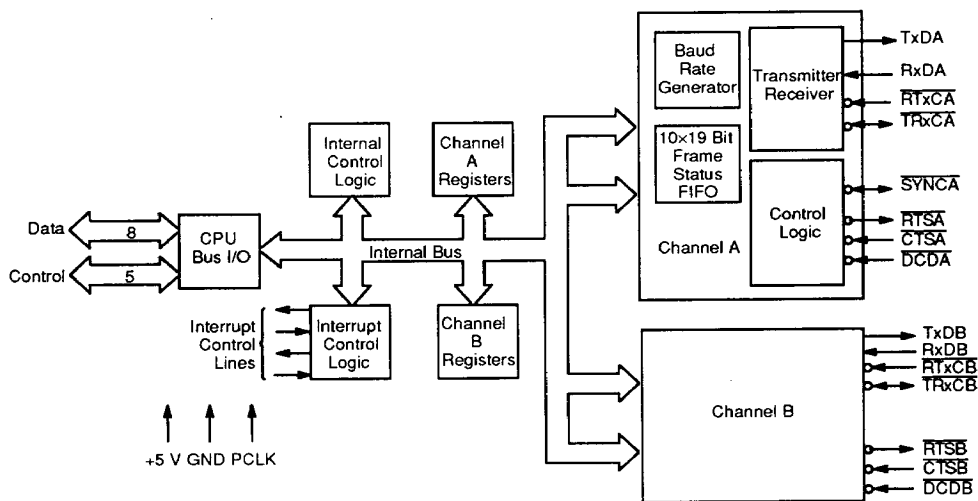 Data
8
Control
5
CPU
Bus I/O
Internal
Control
Logic
Channel
A
Registers
Internal Bus
Interrupt
Control
Lines
Interrupt
Control
Logic
Channel
B
Registers
+5 V GND PCLK
Baud
Rate
Generator
Transmitter
Receiver
10×19 Bit
Frame
Status
FIFO
Channel A
Control
Logic
TxDA
RxDA
RTxCA
TRxCA
SYNCA
RTSA
CTSA
DCDA
Channel B
TxDB
RxDB
RTxCB
TRxCB
RTSB
CTSB
DCDB